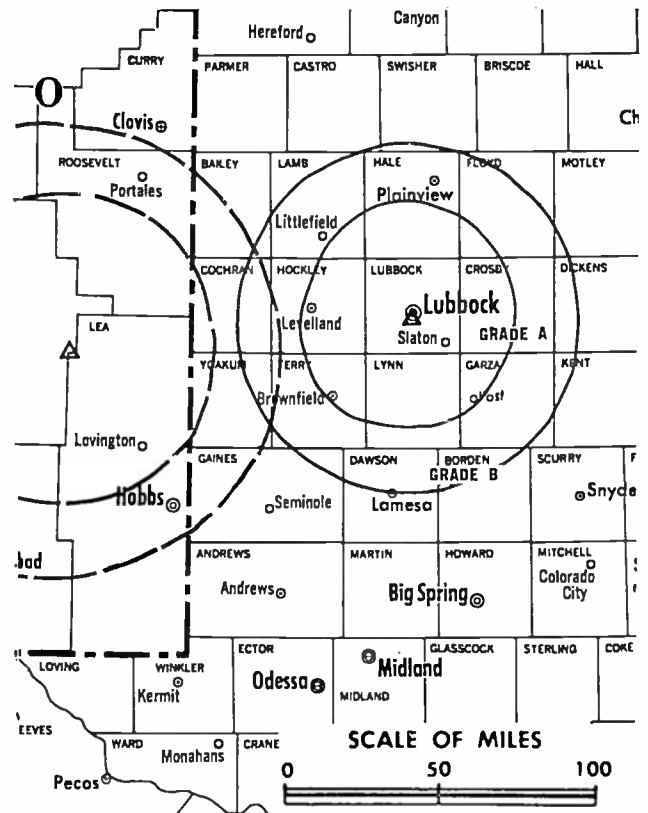 Canyon
Hereford
CURRY
PARMER
CASTRO
SWISHER
BRISCOE
HALL
O
Clovis
Ch
ROOSEVELT
BAILEY
LAMB
HALE
FLOYD
MOTLEY
Portales
Plainview
Littlefield
COCHRAN
HOCKLEY
LUBBOCK
CROSBY
DICKENS
Levelland
Lubbock
LEA
Slaton
GRADE A
YOAKUM
TERRY
LYNN
GARZA
KENT
Brownfield
Post
Lovington
GAINES
DAWSON
BORDEN
SCURRY
F
GRADE B
Hobbs
Seminole
Lamesa
Snyde
bad
ANDREWS
MARTIN
HOWARD
MITCHELL
Andrews
Big Spring
Colorado
City
ECTOR
GLASSCOCK
STERLING
COKE
LOVING
WINKLER
Midland
Kermit
Odessa
MIDLAND
EEVES
WARD
CRANE
Monahans
Pecos
SCALE OF MILES
0 50 100